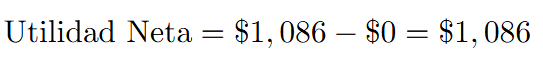 Utilidad Neta = $1,086 – $0 = $1,086